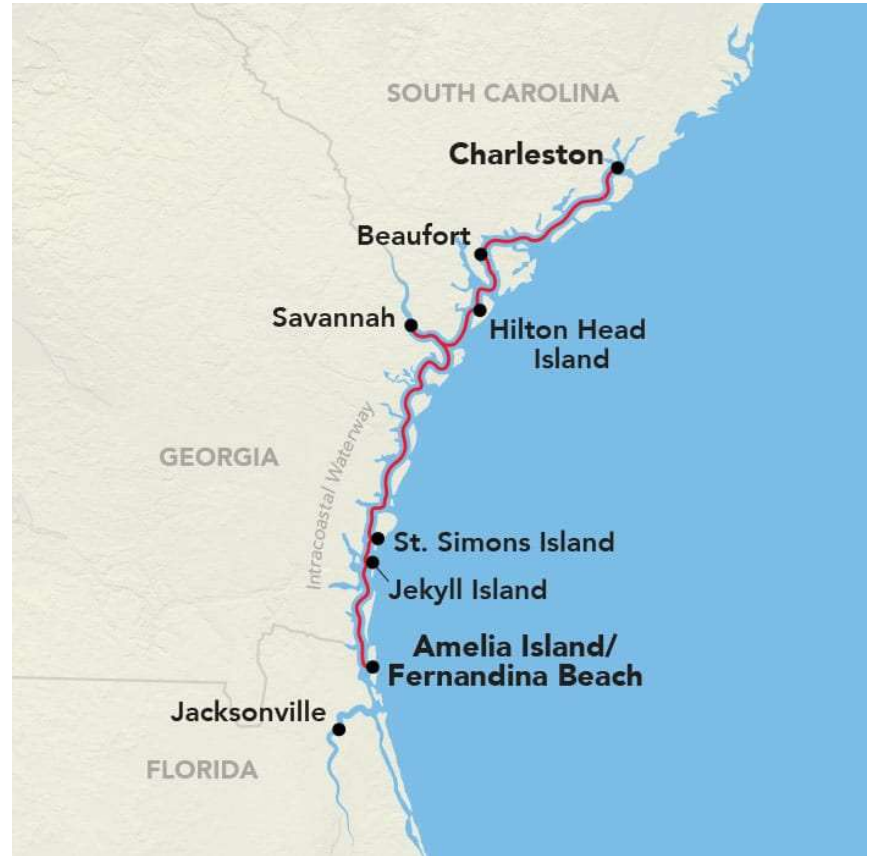 SOUTH CAROLINA
Charleston
Beaufort
Savannah
Hilton Head
Island
GEORGIA
Intracoastal Waterway
St. Simons Island
Jekyll Island
Amelia Island/
Fernandina Beach
Jacksonville
FLORIDA